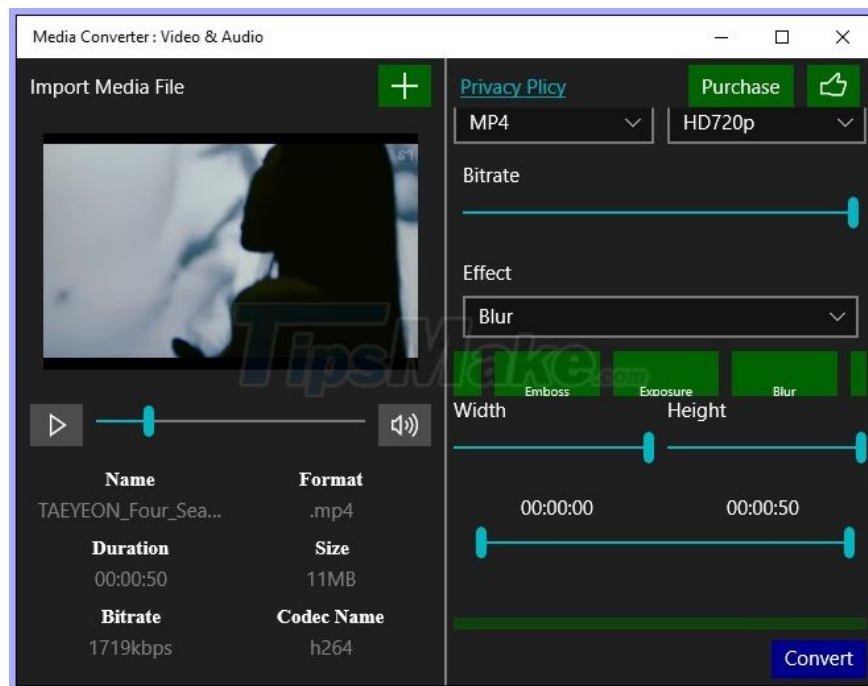 Media Converter : Video & Audio
Import Media File
Privacy Plicy
Purchase
MP4
HD720p
Bitrate
Effect
Blur
TipsMake.com
Emboss
Exposure
Blur
Width
Height
00:00:00
00:00:50
Name
Format
TAEYEON_Four_Sea...
.mp4
Duration
Size
00:00:50
11MB
Bitrate
Codec Name
1719kbps
h264
Convert